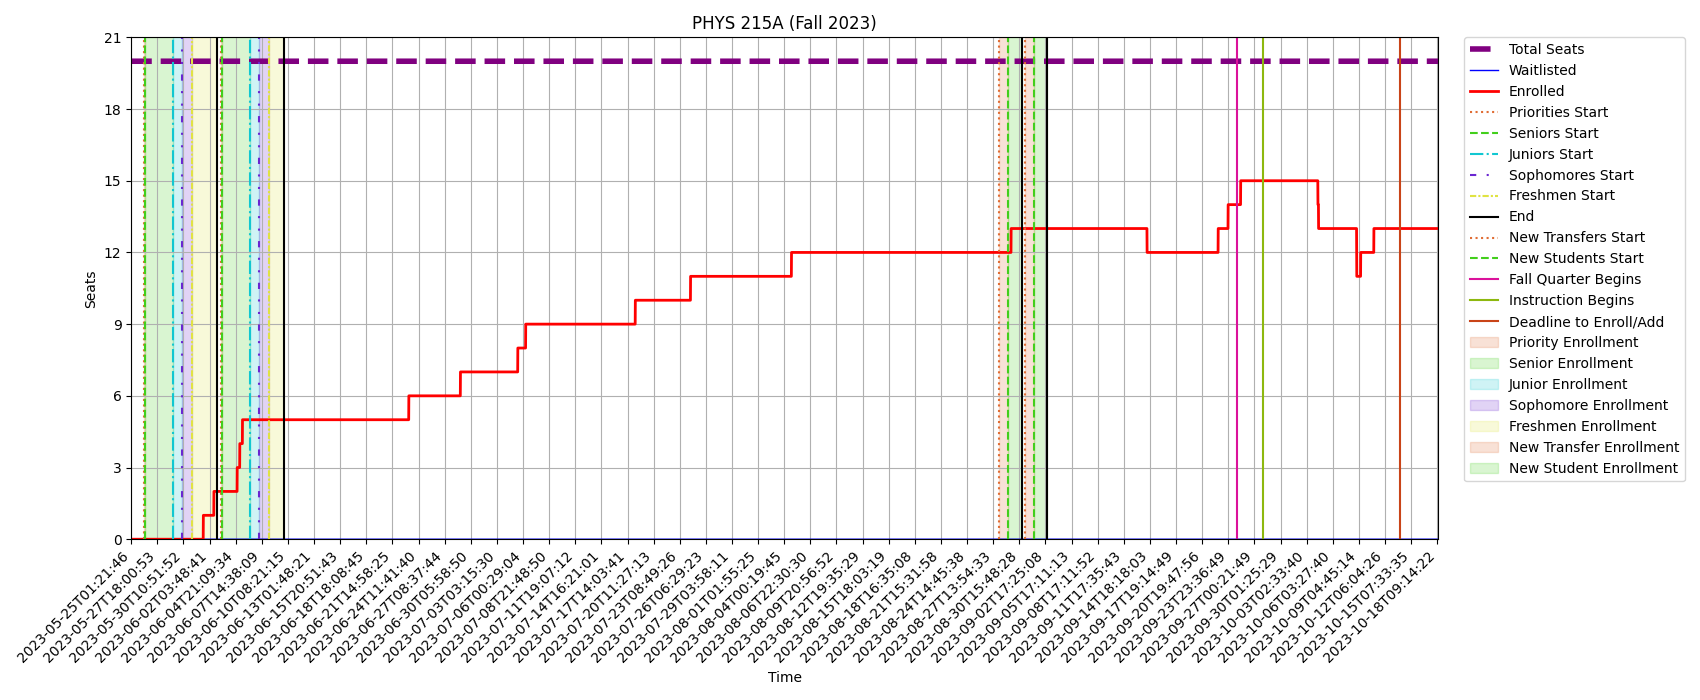 PHYS 215A (Fall 2023)
Seats
21
18
15
12
9
6
3
0
2023-05-25T01:21:46
2023-05-27T18:00:53
2023-05-30T10:51:52
2023-06-02T03:48:41
2023-06-04T21:09:34
2023-06-07T14:38:09
2023-06-10T08:21:15
2023-06-13T01:48:21
2023-06-15T20:51:43
2023-06-18T18:08:45
2023-06-21T14:58:25
2023-06-24T11:41:40
2023-06-27T08:37:44
2023-06-30T05:58:50
2023-07-03T03:15:30
2023-07-06T00:29:04
2023-07-08T21:48:50
2023-07-11T19:07:12
2023-07-14T16:21:01
2023-07-17T14:03:41
2023-07-20T11:27:13
2023-07-23T08:49:26
2023-07-26T06:29:23
2023-07-29T03:58:11
2023-08-01T01:55:25
2023-08-04T00:19:45
2023-08-06T22:30:30
2023-08-09T20:56:52
2023-08-12T19:35:29
2023-08-15T18:03:19
2023-08-18T16:35:08
2023-08-21T15:31:58
2023-08-24T14:45:38
2023-08-27T13:54:33
2023-08-30T15:48:28
2023-09-02T17:25:08
2023-09-05T17:11:13
2023-09-08T17:11:52
2023-09-11T17:35:43
2023-09-14T18:18:03
2023-09-17T19:14:49
2023-09-20T19:47:56
2023-09-23T23:36:49
2023-09-27T00:21:49
2023-09-30T01:25:29
2023-10-03T02:33:40
2023-10-06T03:27:40
2023-10-09T04:45:14
2023-10-12T06:04:26
2023-10-15T07:33:35
2023-10-18T09:14:22
Time
Total Seats
Waitlisted
Enrolled
Priorities Start
Seniors Start
Juniors Start
Sophomores Start
Freshmen Start
End
New Transfers Start
New Students Start
Fall Quarter Begins
Instruction Begins
Deadline to Enroll/Add
Priority Enrollment
Senior Enrollment
Junior Enrollment
Sophomore Enrollment
Freshmen Enrollment
New Transfer Enrollment
New Student Enrollment